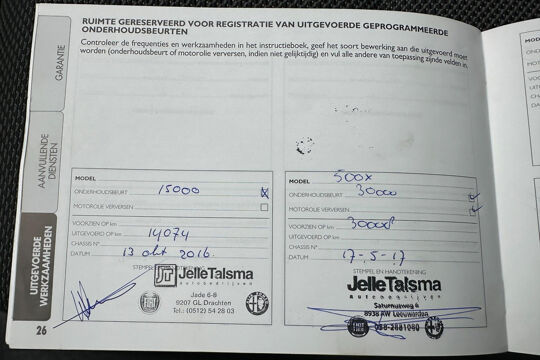 RUIMTE GERESERVEERD VOOR REGISTRATIE VAN UITGEVOERDE GEPROGRAMMEERDE
ONDERHOUDSBEURTEN
Controleer de frequenties en werkzaamheden in het instructieboek, geef het soort bewerking aan die uitgevoerd moet
worden (onderhoudsbeurt of motorolie verversen, indien niet gelijktijdig) en vul alle andere van toepassing zijnde velden in.
GARANTIE
AANVULLENDE
DIENSTEN
UITGEVOERDE
WERKZAAMHEDEN
26
MODEL
ONDERHOUDSBEURT 15000
MOTOROLIE VERVERSEN
VOORZIEN OP km
UITGEVOERD OP km 14074
CHASSIS N°
DATUM 13 okt 2016.
STEMPEL EN
JT JelleTalsma
autobedrijven
Jade 6-8
9207 GL Drachten
Tel.: (0512) 54 28 03
MODEL 500x
ONDERHOUDSBEURT 30000
MOTOROLIE VERVERSEN
VOORZIEN OP km
UITGEVOERD OP km
CHASSIS N°
DATUM 17-5-17
STEMPEL EN HANDTEKENING
JelleTalsma
autobedrijven
Saturnusweg
8938 AW Leeuwarden